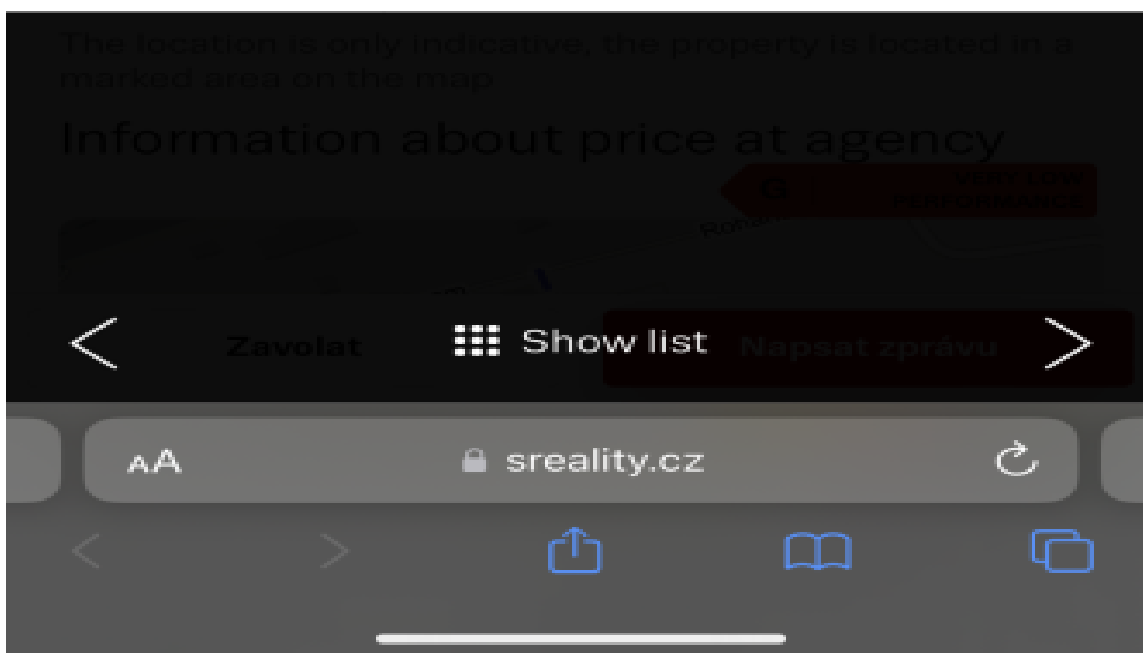 The location is only indicative, the property is located in a
marked area on the map
Information about price at agency
G VERY LOW
PERFORMANCE
Zavolat Show list Napsat zprávu
AA sreality.cz